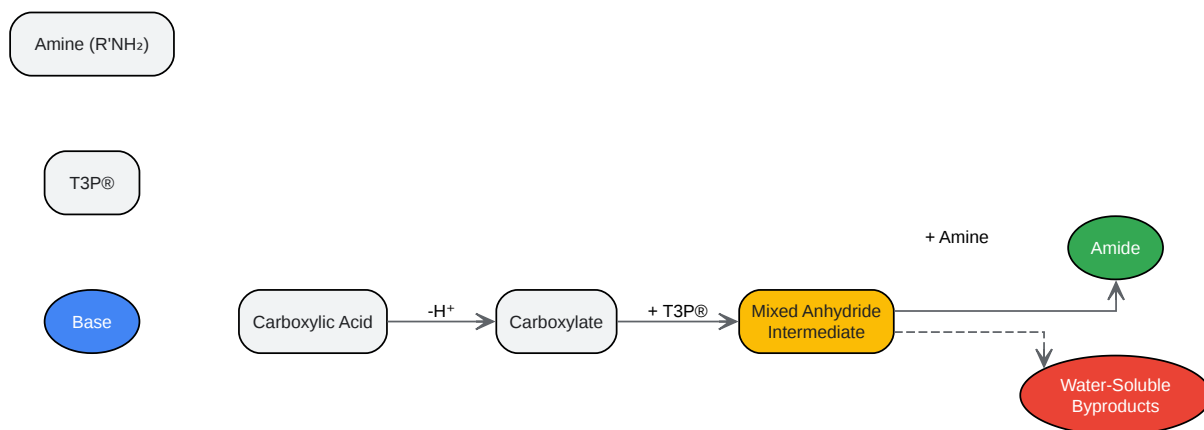 Amine (R'NH₂)
T3P®
+ Amine
Amide
Base
Carboxylic Acid
-H⁺
Carboxylate
+ T3P®
Mixed Anhydride
Intermediate
Water-Soluble
Byproducts